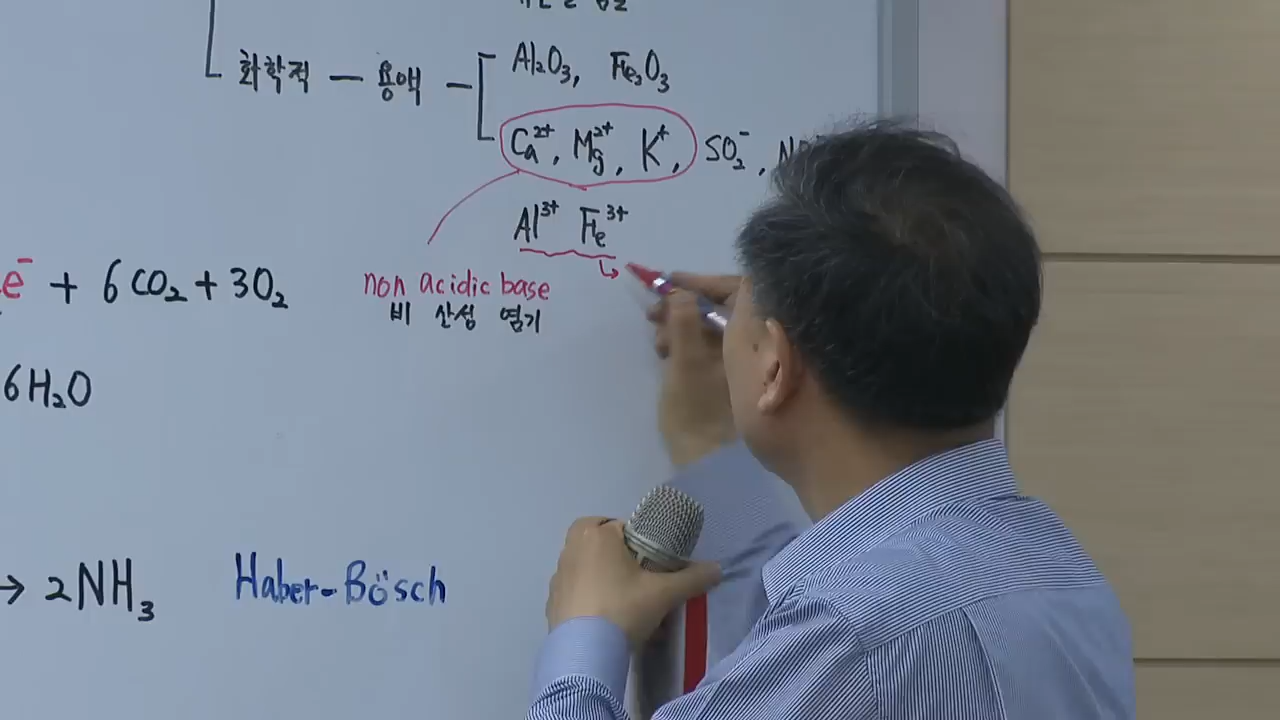 화학적 — 용액 — Al₂O₃, Fe₂O₃
Ca²⁺, Mg²⁺, K⁺, SO₂⁻,
Al³⁺ Fe³⁺
e⁻ + 6CO₂ + 3O₂
non acidic base
비 산성 염기
6H₂O
→ 2NH₃ Haber-Bösch